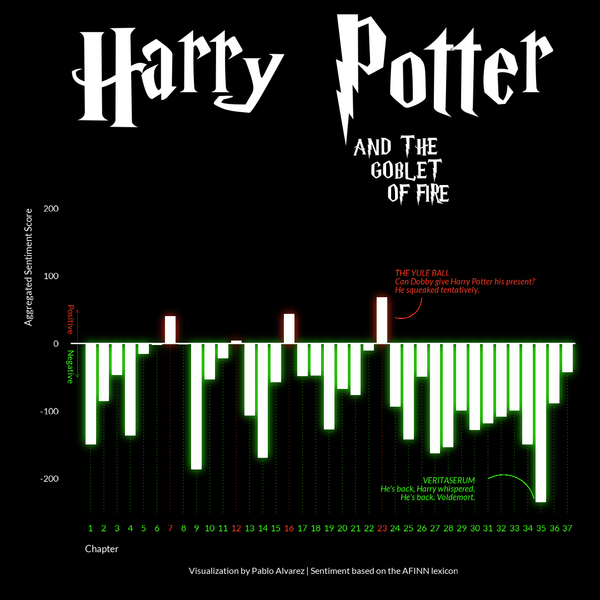 Harry Potter
AND THE
GOBLET
OF FIRE
Aggregated Sentiment Score
200
100
0
-100
-200
Positive
Negative
THE YULE BALL
Can Dobby give Harry Potter his present?
He squeaked tentatively.
VERITASERUM
He's back, Harry whispered.
He's back. Voldemort.
1 2 3 4 5 6 7 8 9 10 11 12 13 14 15 16 17 18 19 20 21 22 23 24 25 26 27 28 29 30 31 32 33 34 35 36 37
Chapter
Visualization by Pablo Alvarez | Sentiment based on the AFINN lexicon